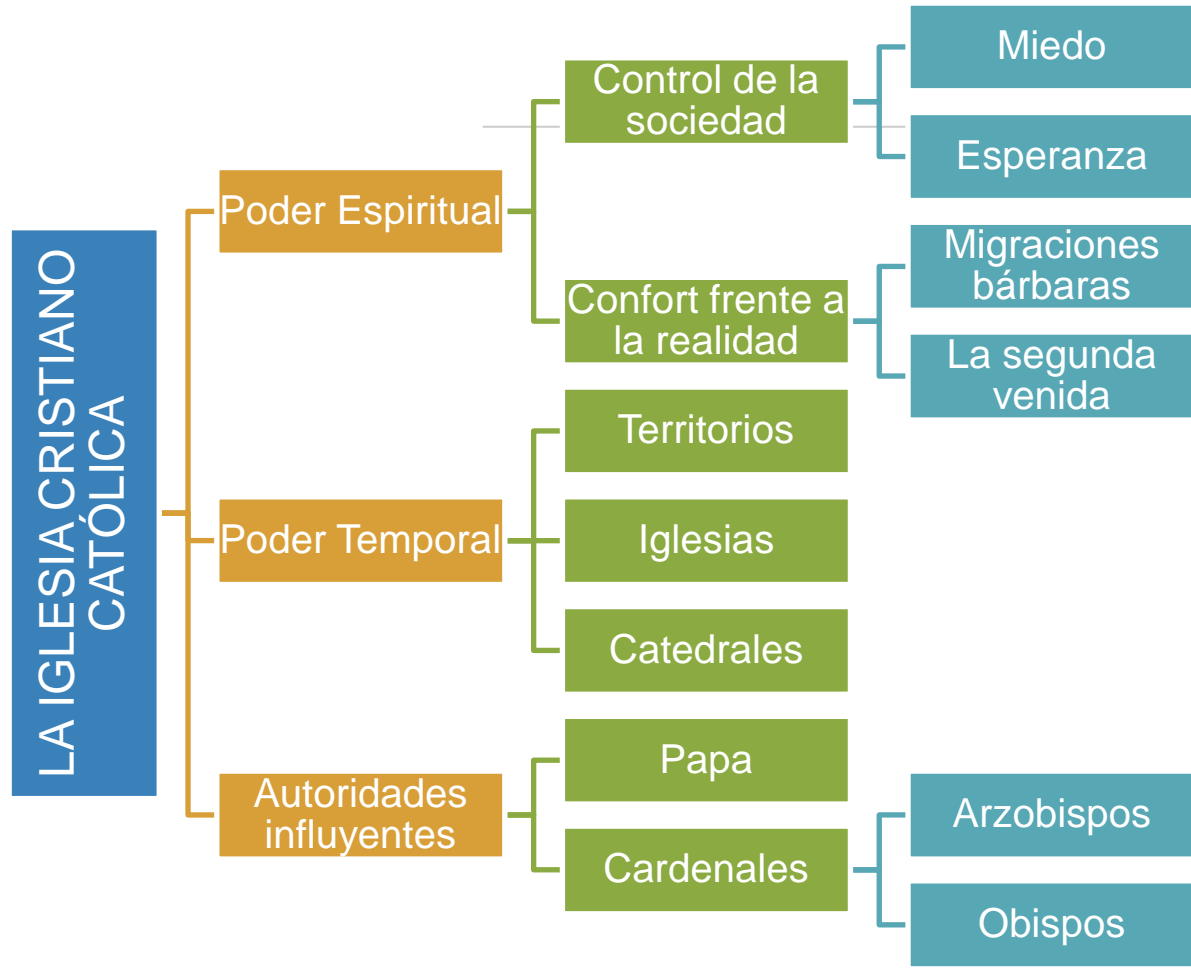 LA IGLESIA CRISTIANO
CATÓLICA
Poder Espiritual
Control de la
sociedad
Miedo
Esperanza
Confort frente a
la realidad
Migraciones
bárbaras
La segunda
venida
Poder Temporal
Territorios
Iglesias
Catedrales
Autoridades
influyentes
Papa
Cardenales
Arzobispos
Obispos